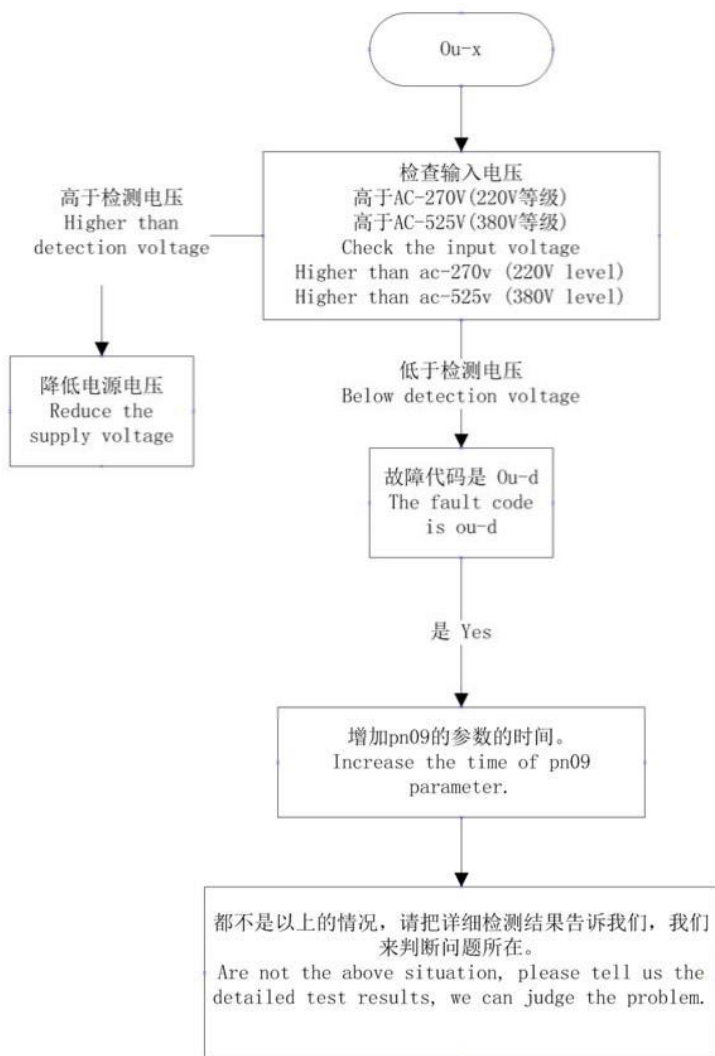 Ou-x
检查输入电压
高于AC-270V(220V等级)
高于AC-525V(380V等级)
Check the input voltage
Higher than ac-270v (220V level)
Higher than ac-525v (380V level)
高于检测电压
Higher than
detection voltage
降低电源电压
Reduce the
supply voltage
低于检测电压
Below detection voltage
故障代码是 Ou-d
The fault code
is ou-d
是 Yes
增加pn09的参数的时间。
Increase the time of pn09
parameter.
都不是以上的情况，请把详细检测结果告诉我们，我们
来判断问题所在。
Are not the above situation, please tell us the
detailed test results, we can judge the problem.